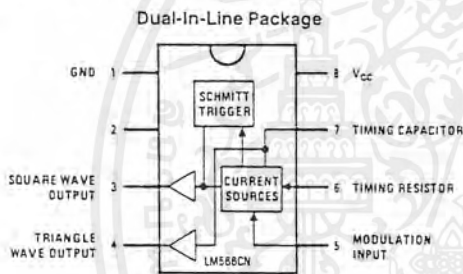 Dual-In-Line Package
GND 1
8 VCC
SCHMITT
TRIGGER
2
7 TIMING CAPACITOR
SQUARE WAVE
OUTPUT 3
CURRENT
SOURCES
6 TIMING RESISTOR
TRIANGLE
WAVE OUTPUT 4
5 MODULATION
INPUT
LM566CN